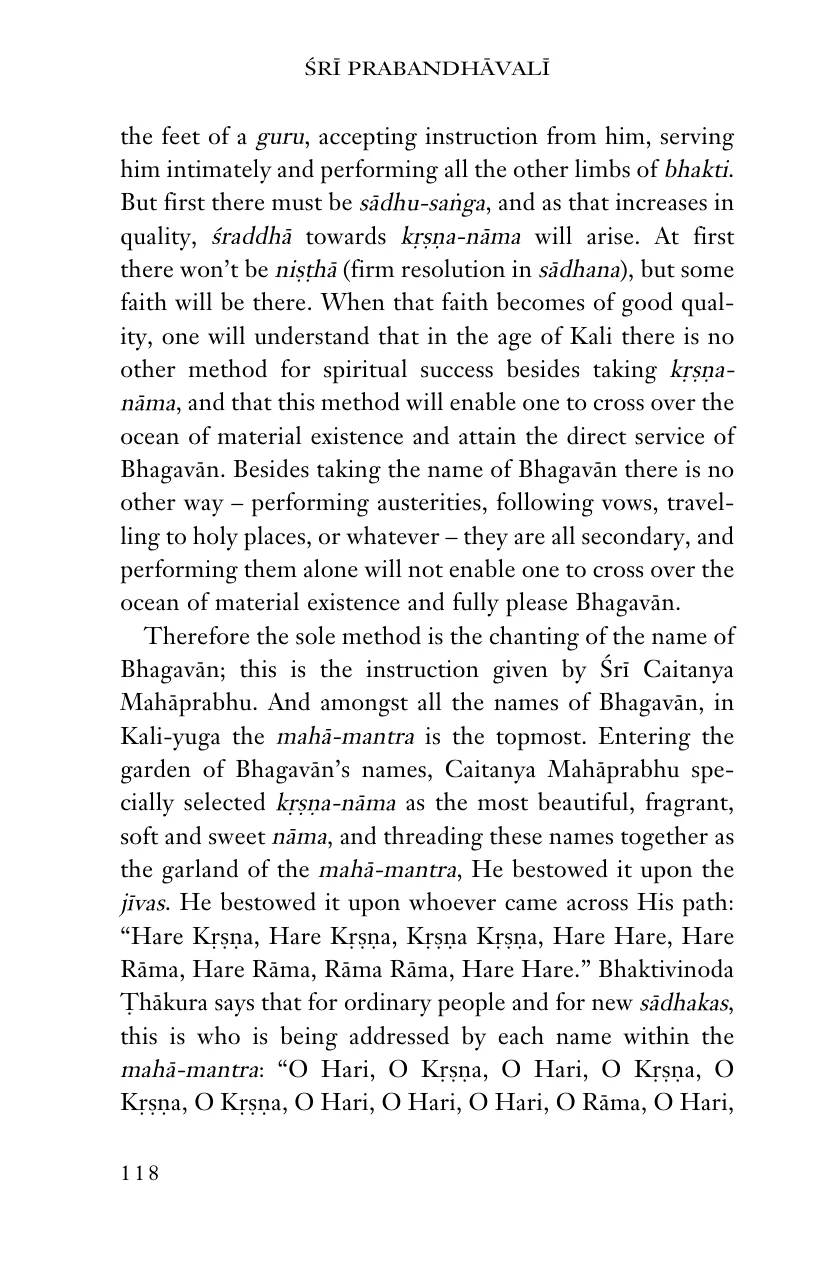 ŚRĪ PRABANDHĀVALĪ
the feet of a guru, accepting instruction from him, serving
him intimately and performing all the other limbs of bhakti.
But first there must be sādhu-saṅga, and as that increases in
quality, śraddhā towards kṛṣṇa-nāma will arise. At first
there won’t be niṣṭhā (firm resolution in sādhana), but some
faith will be there. When that faith becomes of good qual-
ity, one will understand that in the age of Kali there is no
other method for spiritual success besides taking kṛṣṇa-
nāma, and that this method will enable one to cross over the
ocean of material existence and attain the direct service of
Bhagavān. Besides taking the name of Bhagavān there is no
other way – performing austerities, following vows, travel-
ling to holy places, or whatever – they are all secondary, and
performing them alone will not enable one to cross over the
ocean of material existence and fully please Bhagavān.
Therefore the sole method is the chanting of the name of
Bhagavān; this is the instruction given by Śrī Caitanya
Mahāprabhu. And amongst all the names of Bhagavān, in
Kali-yuga the mahā-mantra is the topmost. Entering the
garden of Bhagavān’s names, Caitanya Mahāprabhu spe-
cially selected kṛṣṇa-nāma as the most beautiful, fragrant,
soft and sweet nāma, and threading these names together as
the garland of the mahā-mantra, He bestowed it upon the
jīvas. He bestowed it upon whoever came across His path:
“Hare Kṛṣṇa, Hare Kṛṣṇa, Kṛṣṇa Kṛṣṇa, Hare Hare, Hare
Rāma, Hare Rāma, Rāma Rāma, Hare Hare.” Bhaktivinoda
Ṭhākura says that for ordinary people and for new sādhakas,
this is who is being addressed by each name within the
mahā-mantra: “O Hari, O Kṛṣṇa, O Hari, O Kṛṣṇa, O
Kṛṣṇa, O Kṛṣṇa, O Hari, O Hari, O Hari, O Rāma, O Hari,
118